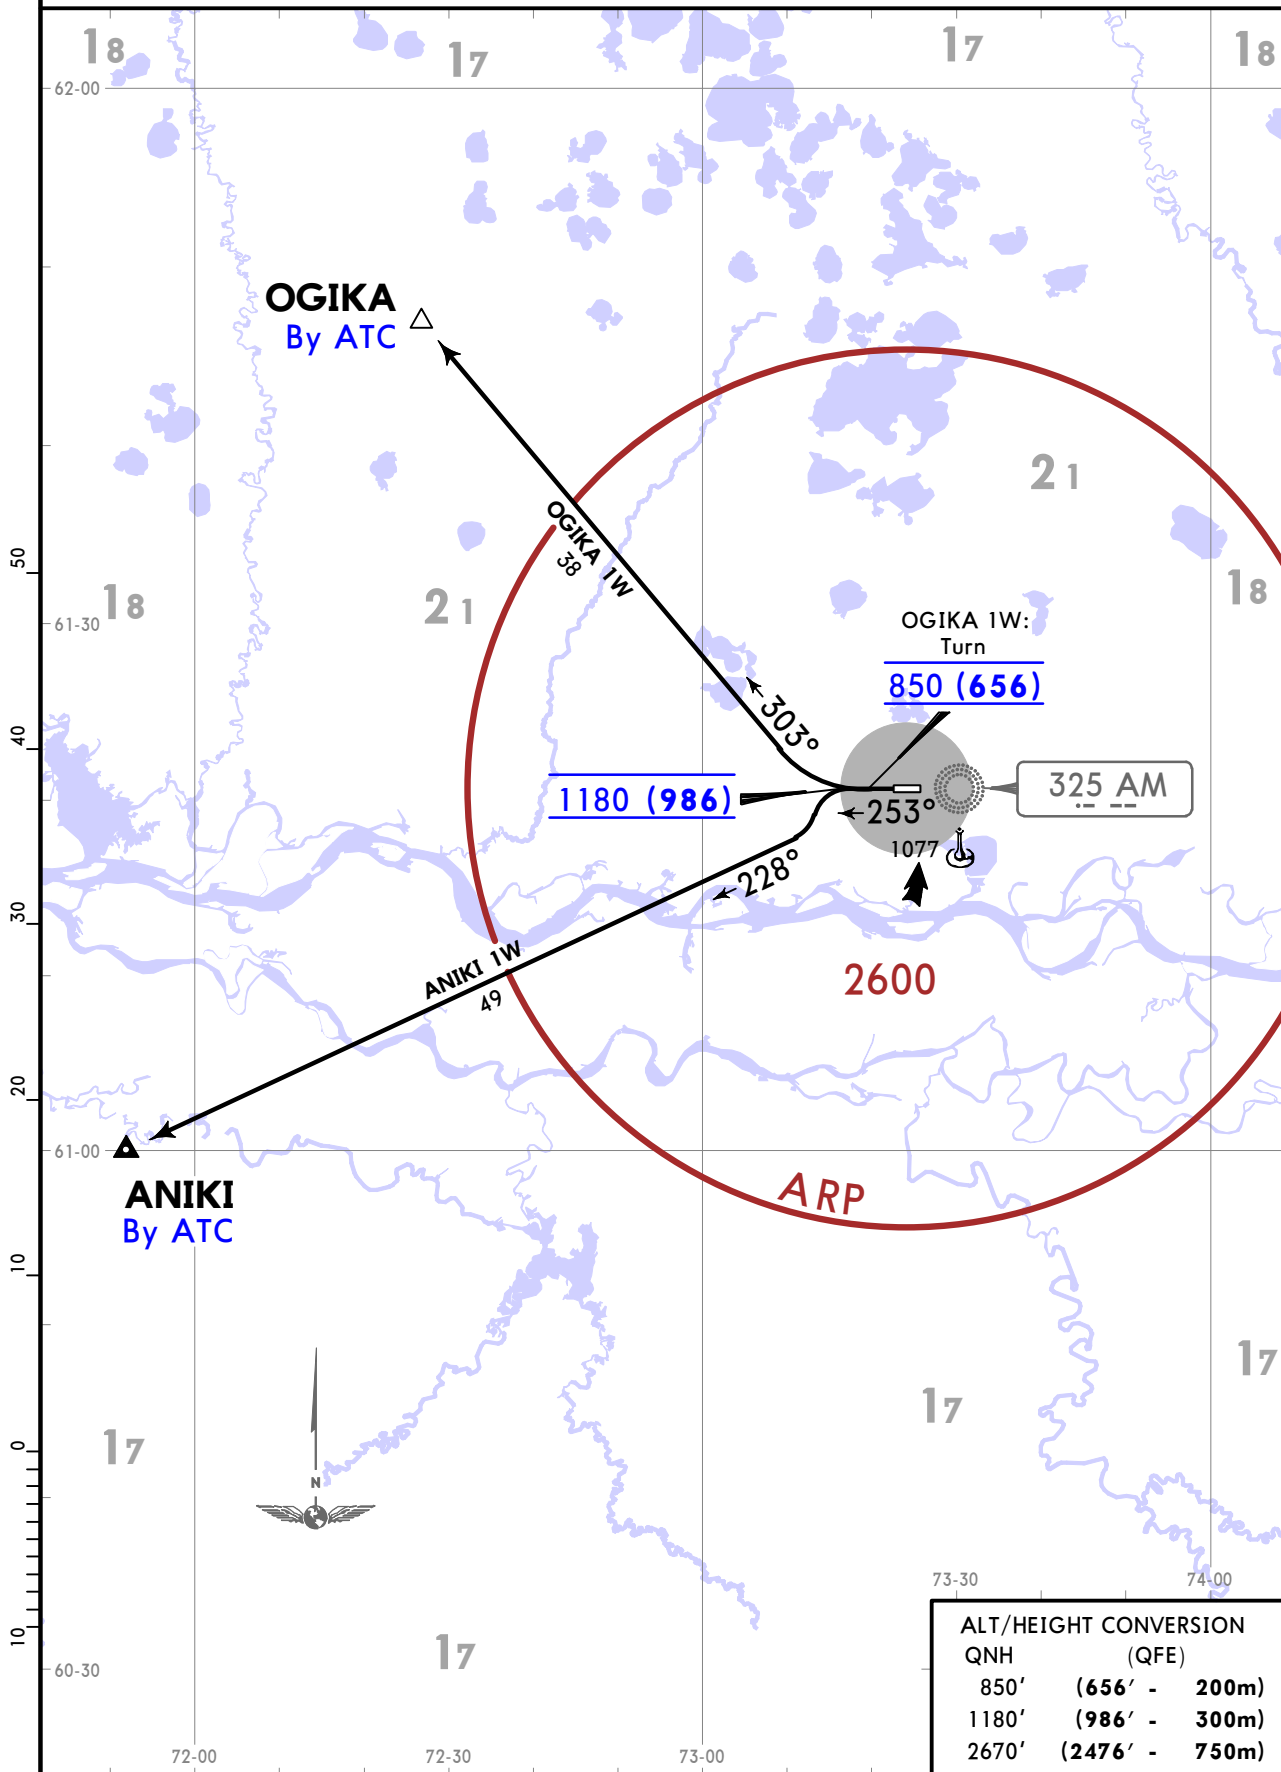 18
17
17
18
62-00
OGIKA
By ATC
21
OGIKA 1W
38
50
18
21
18
61-30
OGIKA 1W:
Turn
850 (656)
303°
40
1180 (986)
253°
325 AM
1077
228°
30
ANIKI 1W
49
2600
20
61-00
ANIKI
By ATC
ARP
10
17
17
17
0
N
10
17
60-30
73-30
74-00
72-00
72-30
73-00
ALT/HEIGHT CONVERSION
QNH (QFE)
850' (656' - 200m)
1180' (986' - 300m)
2670' (2476' - 750m)